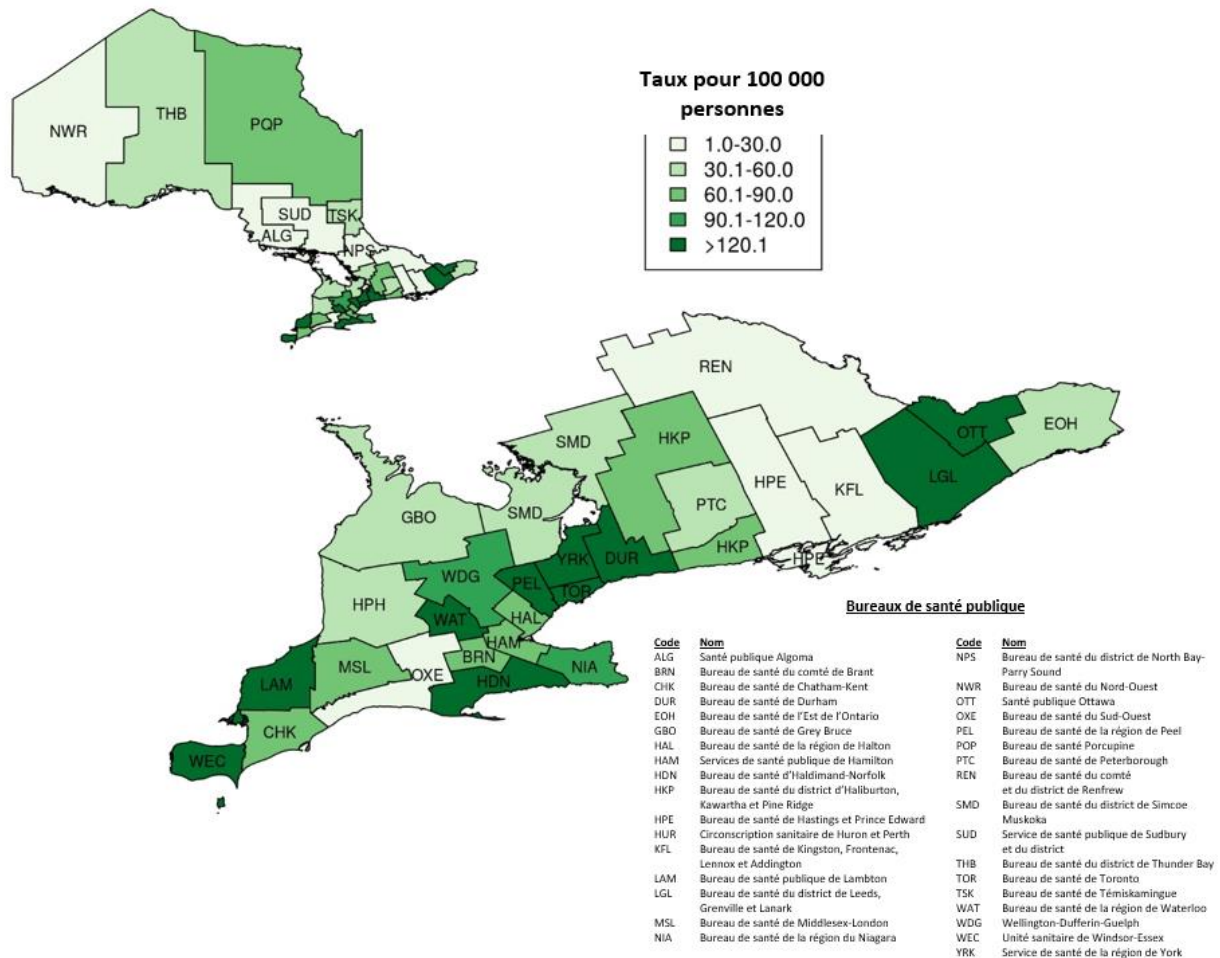 Taux pour 100 000
personnes
1.0-30.0
30.1-60.0
60.1-90.0
90.1-120.0
>120.1
NWR
THB
PQP
SUD
TSK
ALG
NPS
REN
SMD
HKP
OTT
EOH
LGL
HPE
KFL
PTC
GBO
SMD
HKP
YRK
DUR
HPE
WDG
PEL
TOR
HPH
WAT
HAL
HAM
MSL
BRN
NIA
OXE
HDN
LAM
CHK
WEC
Bureaux de santé publique
Code Nom
ALG Santé publique Algoma
BRN Bureau de santé du comté de Brant
CHK Bureau de santé de Chatham-Kent
DUR Bureau de santé de Durham
EOH Bureau de santé de l'Est de l'Ontario
GBO Bureau de santé de Grey Bruce
HAL Bureau de santé de la région de Halton
HAM Services de santé publique de Hamilton
HDN Bureau de santé d'Haldimand-Norfolk
HKP Bureau de santé du district d'Haliburton,
Kawartha et Pine Ridge
HPE Bureau de santé de Hastings et Prince Edward
HUR Circonscription sanitaire de Huron et Perth
KFL Bureau de santé de Kingston, Frontenac,
Lennox et Addington
LAM Bureau de santé publique de Lambton
LGL Bureau de santé du district de Leeds,
Grenville et Lanark
MSL Bureau de santé de Middlesex-London
NIA Bureau de santé de la région du Niagara
Code Nom
NPS Bureau de santé du district de North Bay-
Parry Sound
NWR Bureau de santé du Nord-Ouest
OTT Santé publique Ottawa
OXE Bureau de santé du Sud-Ouest
PEL Bureau de santé de la région de Peel
POP Bureau de santé Porcupine
PTC Bureau de santé de Peterborough
REN Bureau de santé du comté
et du district de Renfrew
SMD Bureau de santé du district de Simcoe
Muskoka
SUD Service de santé publique de Sudbury
et du district
THB Bureau de santé du district de Thunder Bay
TOR Bureau de santé de Toronto
TSK Bureau de santé de Témiskamingue
WAT Bureau de santé de la région de Waterloo
WDG Wellington-Dufferin-Guelph
WEC Unité sanitaire de Windsor-Essex
YRK Service de la région de York